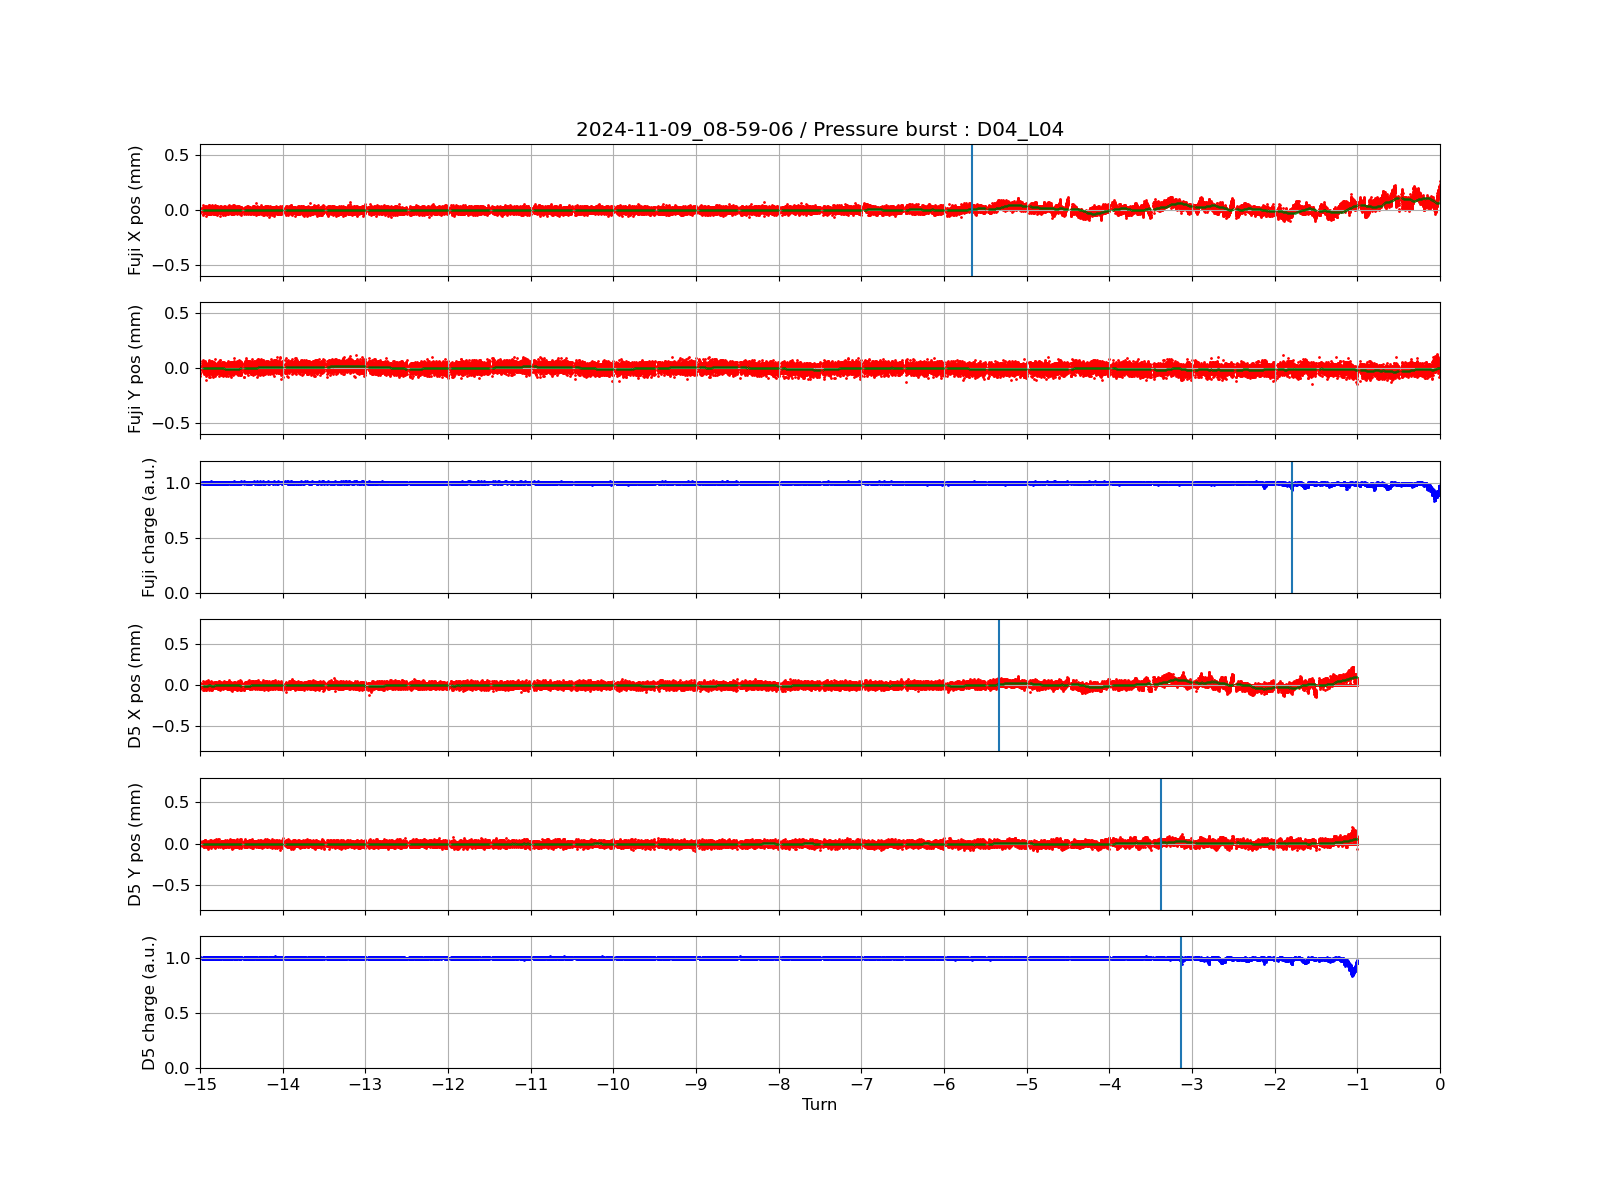 2024-11-09_08-59-06 / Pressure burst : D04_L04
Fuji X pos (mm)
0.5
0.0
−0.5
Fuji Y pos (mm)
0.5
0.0
−0.5
Fuji charge (a.u.)
1.0
0.5
0.0
D5 X pos (mm)
0.5
0.0
−0.5
D5 Y pos (mm)
0.5
0.0
−0.5
D5 charge (a.u.)
1.0
0.5
0.0
−15 −14 −13 −12 −11 −10 −9 −8 −7 −6 −5 −4 −3 −2 −1 0
Turn